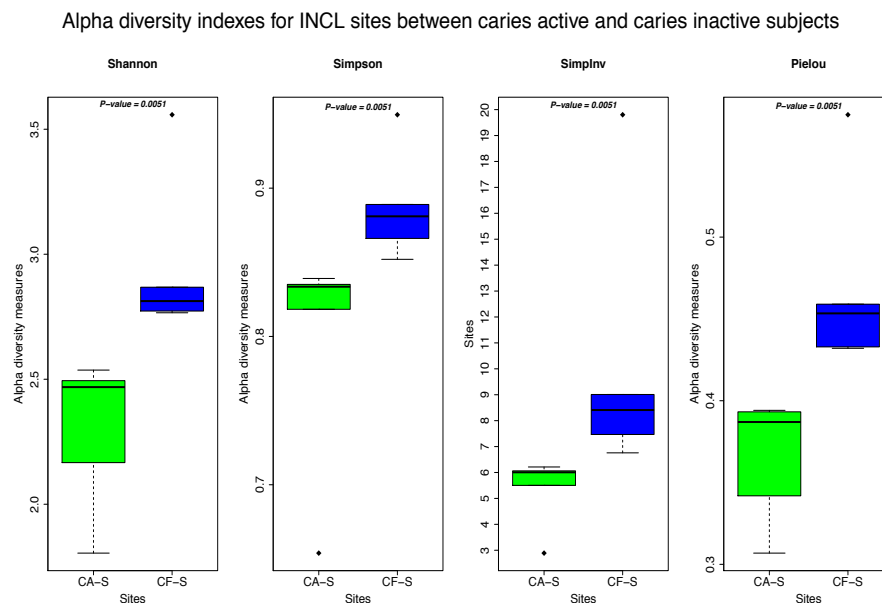 Alpha diversity indexes for INCL sites between caries active and caries inactive subjects
Shannon
P−value = 0.0051
Alpha diversity measures
3.5
3.0
2.5
2.0
CA−S CF−S
Sites
Simpson
P−value = 0.0051
Alpha diversity measures
0.9
0.8
0.7
CA−S CF−S
Sites
SimpInv
P−value = 0.0051
Sites
20
19
18
17
16
15
14
13
12
11
10
9
8
7
6
5
4
3
CA−S CF−S
Sites
Pielou
P−value = 0.0051
Alpha diversity measures
0.5
0.4
0.3
CA−S CF−S
Sites